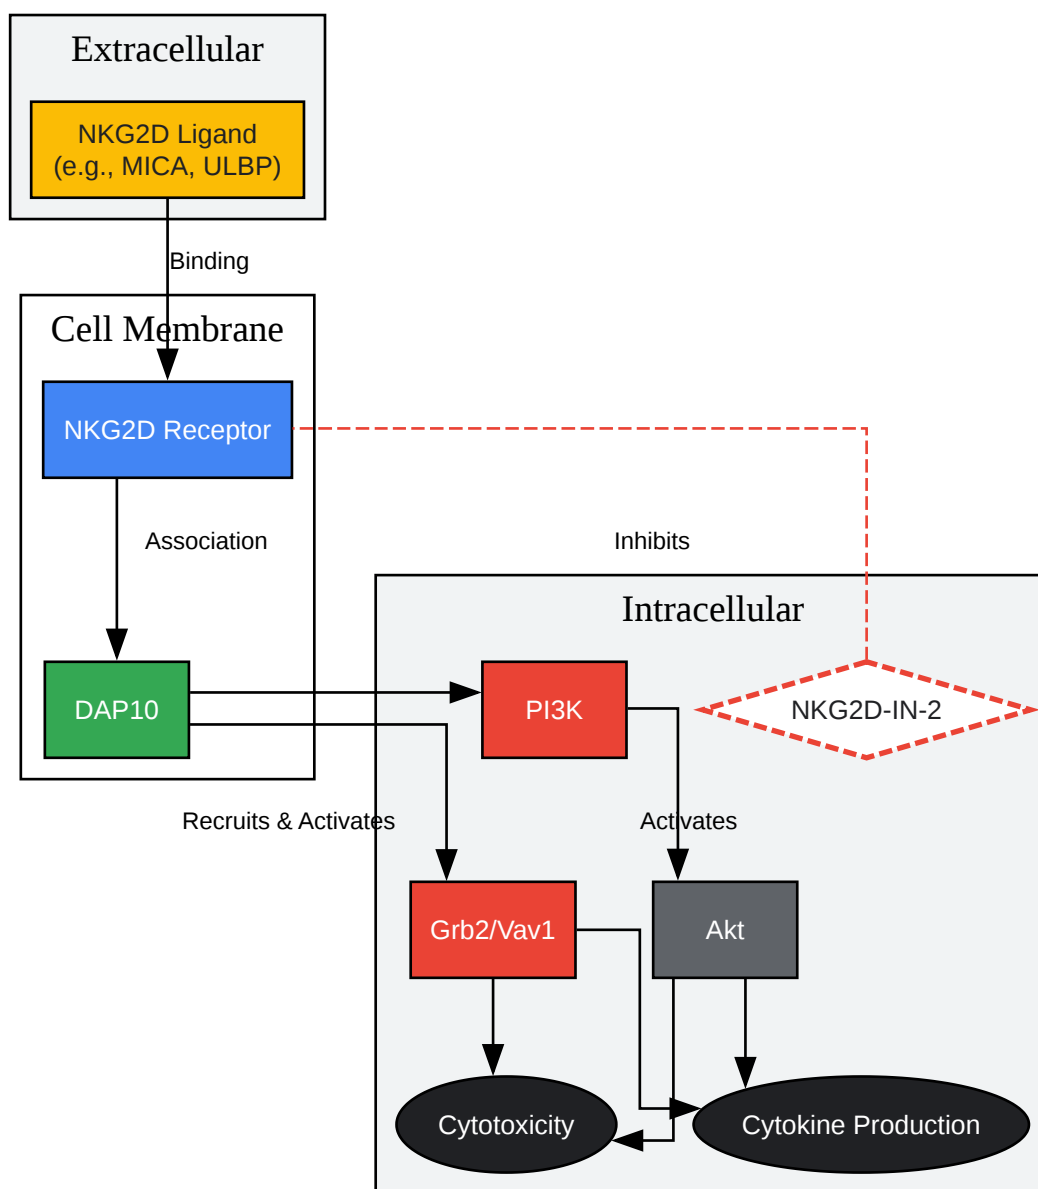 Extracellular
NKG2D Ligand
(e.g., MICA, ULBP)
Binding
Cell Membrane
NKG2D Receptor
Association
Inhibits
Intracellular
DAP10
PI3K
NKG2D-IN-2
Recruits & Activates
Activates
Grb2/Vav1
Akt
Cytotoxicity
Cytokine Production